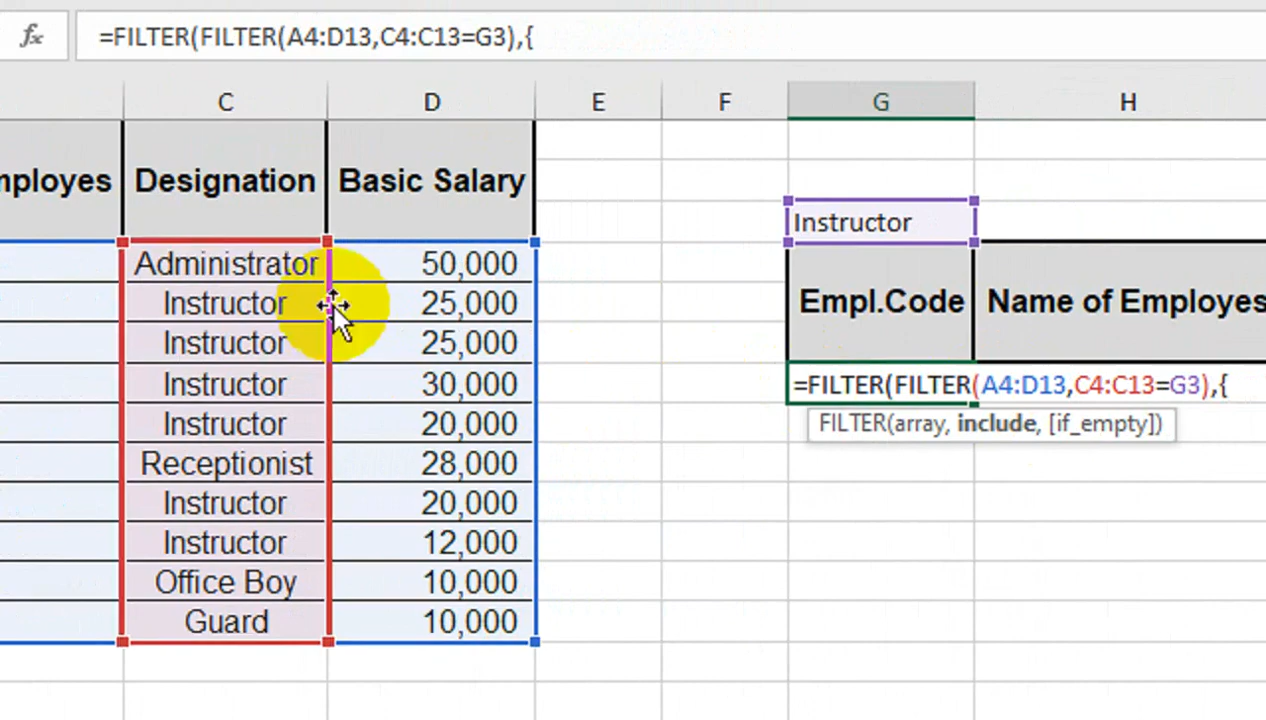 fx =FILTER(FILTER(A4:D13,C4:C13=G3),{
C D E F G H
mployes Designation Basic Salary
Instructor
Empl.Code Name of Employes
Administrator 50,000
Instructor 25,000
Instructor 25,000
Instructor 30,000 =FILTER(FILTER(A4:D13,C4:C13=G3),{
Instructor 20,000 FILTER(array, include, [if_empty])
Receptionist 28,000
Instructor 20,000
Instructor 12,000
Office Boy 10,000
Guard 10,000